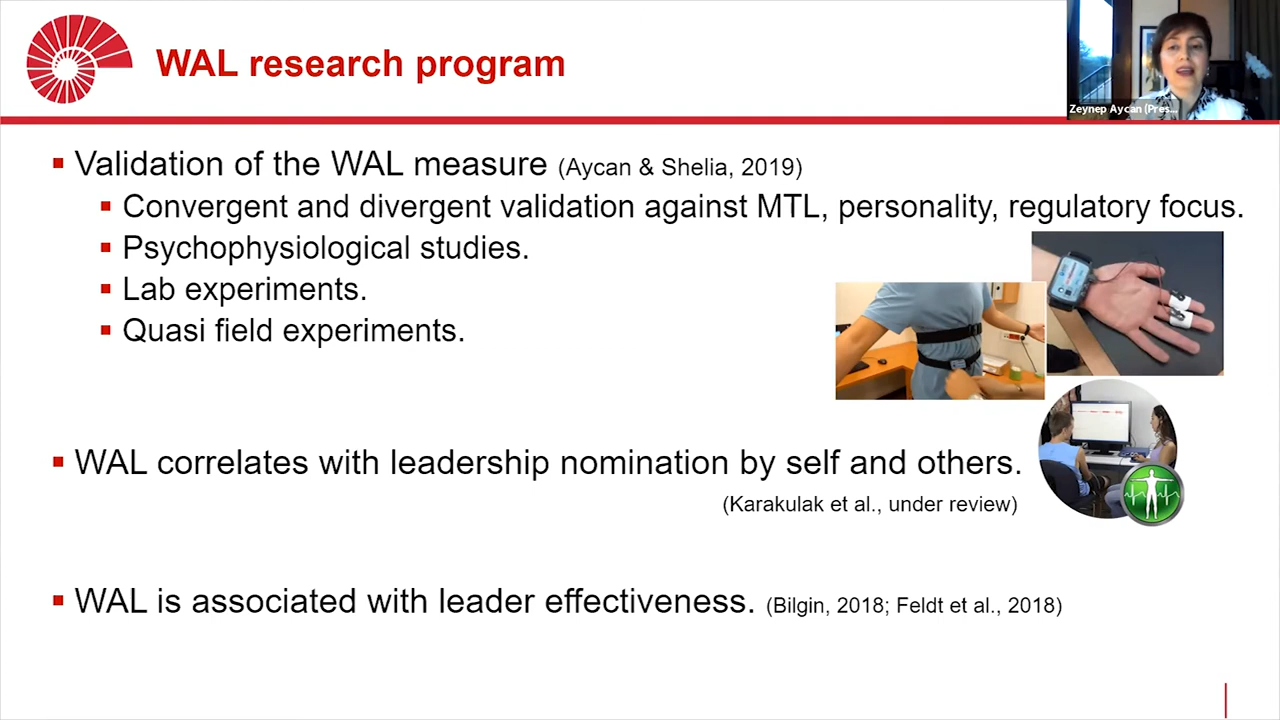 WAL research program
Zeynep Aycan (Pres...
▪ Validation of the WAL measure (Aycan & Shelia, 2019)
▪ Convergent and divergent validation against MTL, personality, regulatory focus.
▪ Psychophysiological studies.
▪ Lab experiments.
▪ Quasi field experiments.
▪ WAL correlates with leadership nomination by self and others.
(Karakulak et al., under review)
▪ WAL is associated with leader effectiveness. (Bilgin, 2018; Feldt et al., 2018)